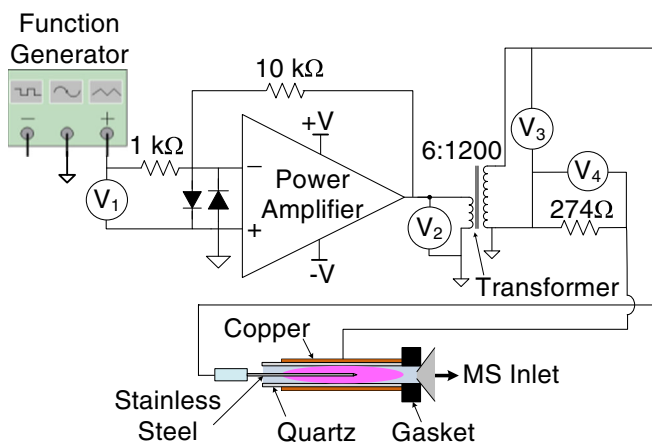 Function
Generator
10 kΩ
− +
1 kΩ
+V
6:1200
V3
V1
−
Power
Amplifier
V4
+
V2
274Ω
-V
Transformer
Copper
MS Inlet
Stainless
Steel
Quartz
Gasket